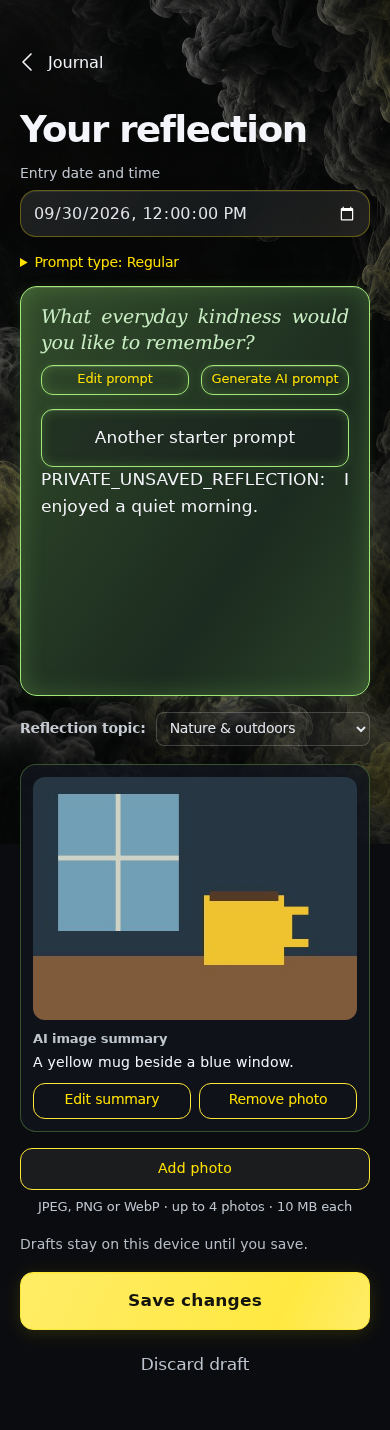 Journal
Your reflection
Entry date and time
09/30/2026, 12:00:00 PM
Prompt type: Regular
What everyday kindness would
you like to remember?
Edit prompt
Generate AI prompt
Another starter prompt
PRIVATE_UNSAVED_REFLECTION: I
enjoyed a quiet morning.
Reflection topic:
Nature & outdoors
AI image summary
A yellow mug beside a blue window.
Edit summary
Remove photo
Add photo
JPEG, PNG or WebP · up to 4 photos · 10 MB each
Drafts stay on this device until you save.
Save changes
Discard draft